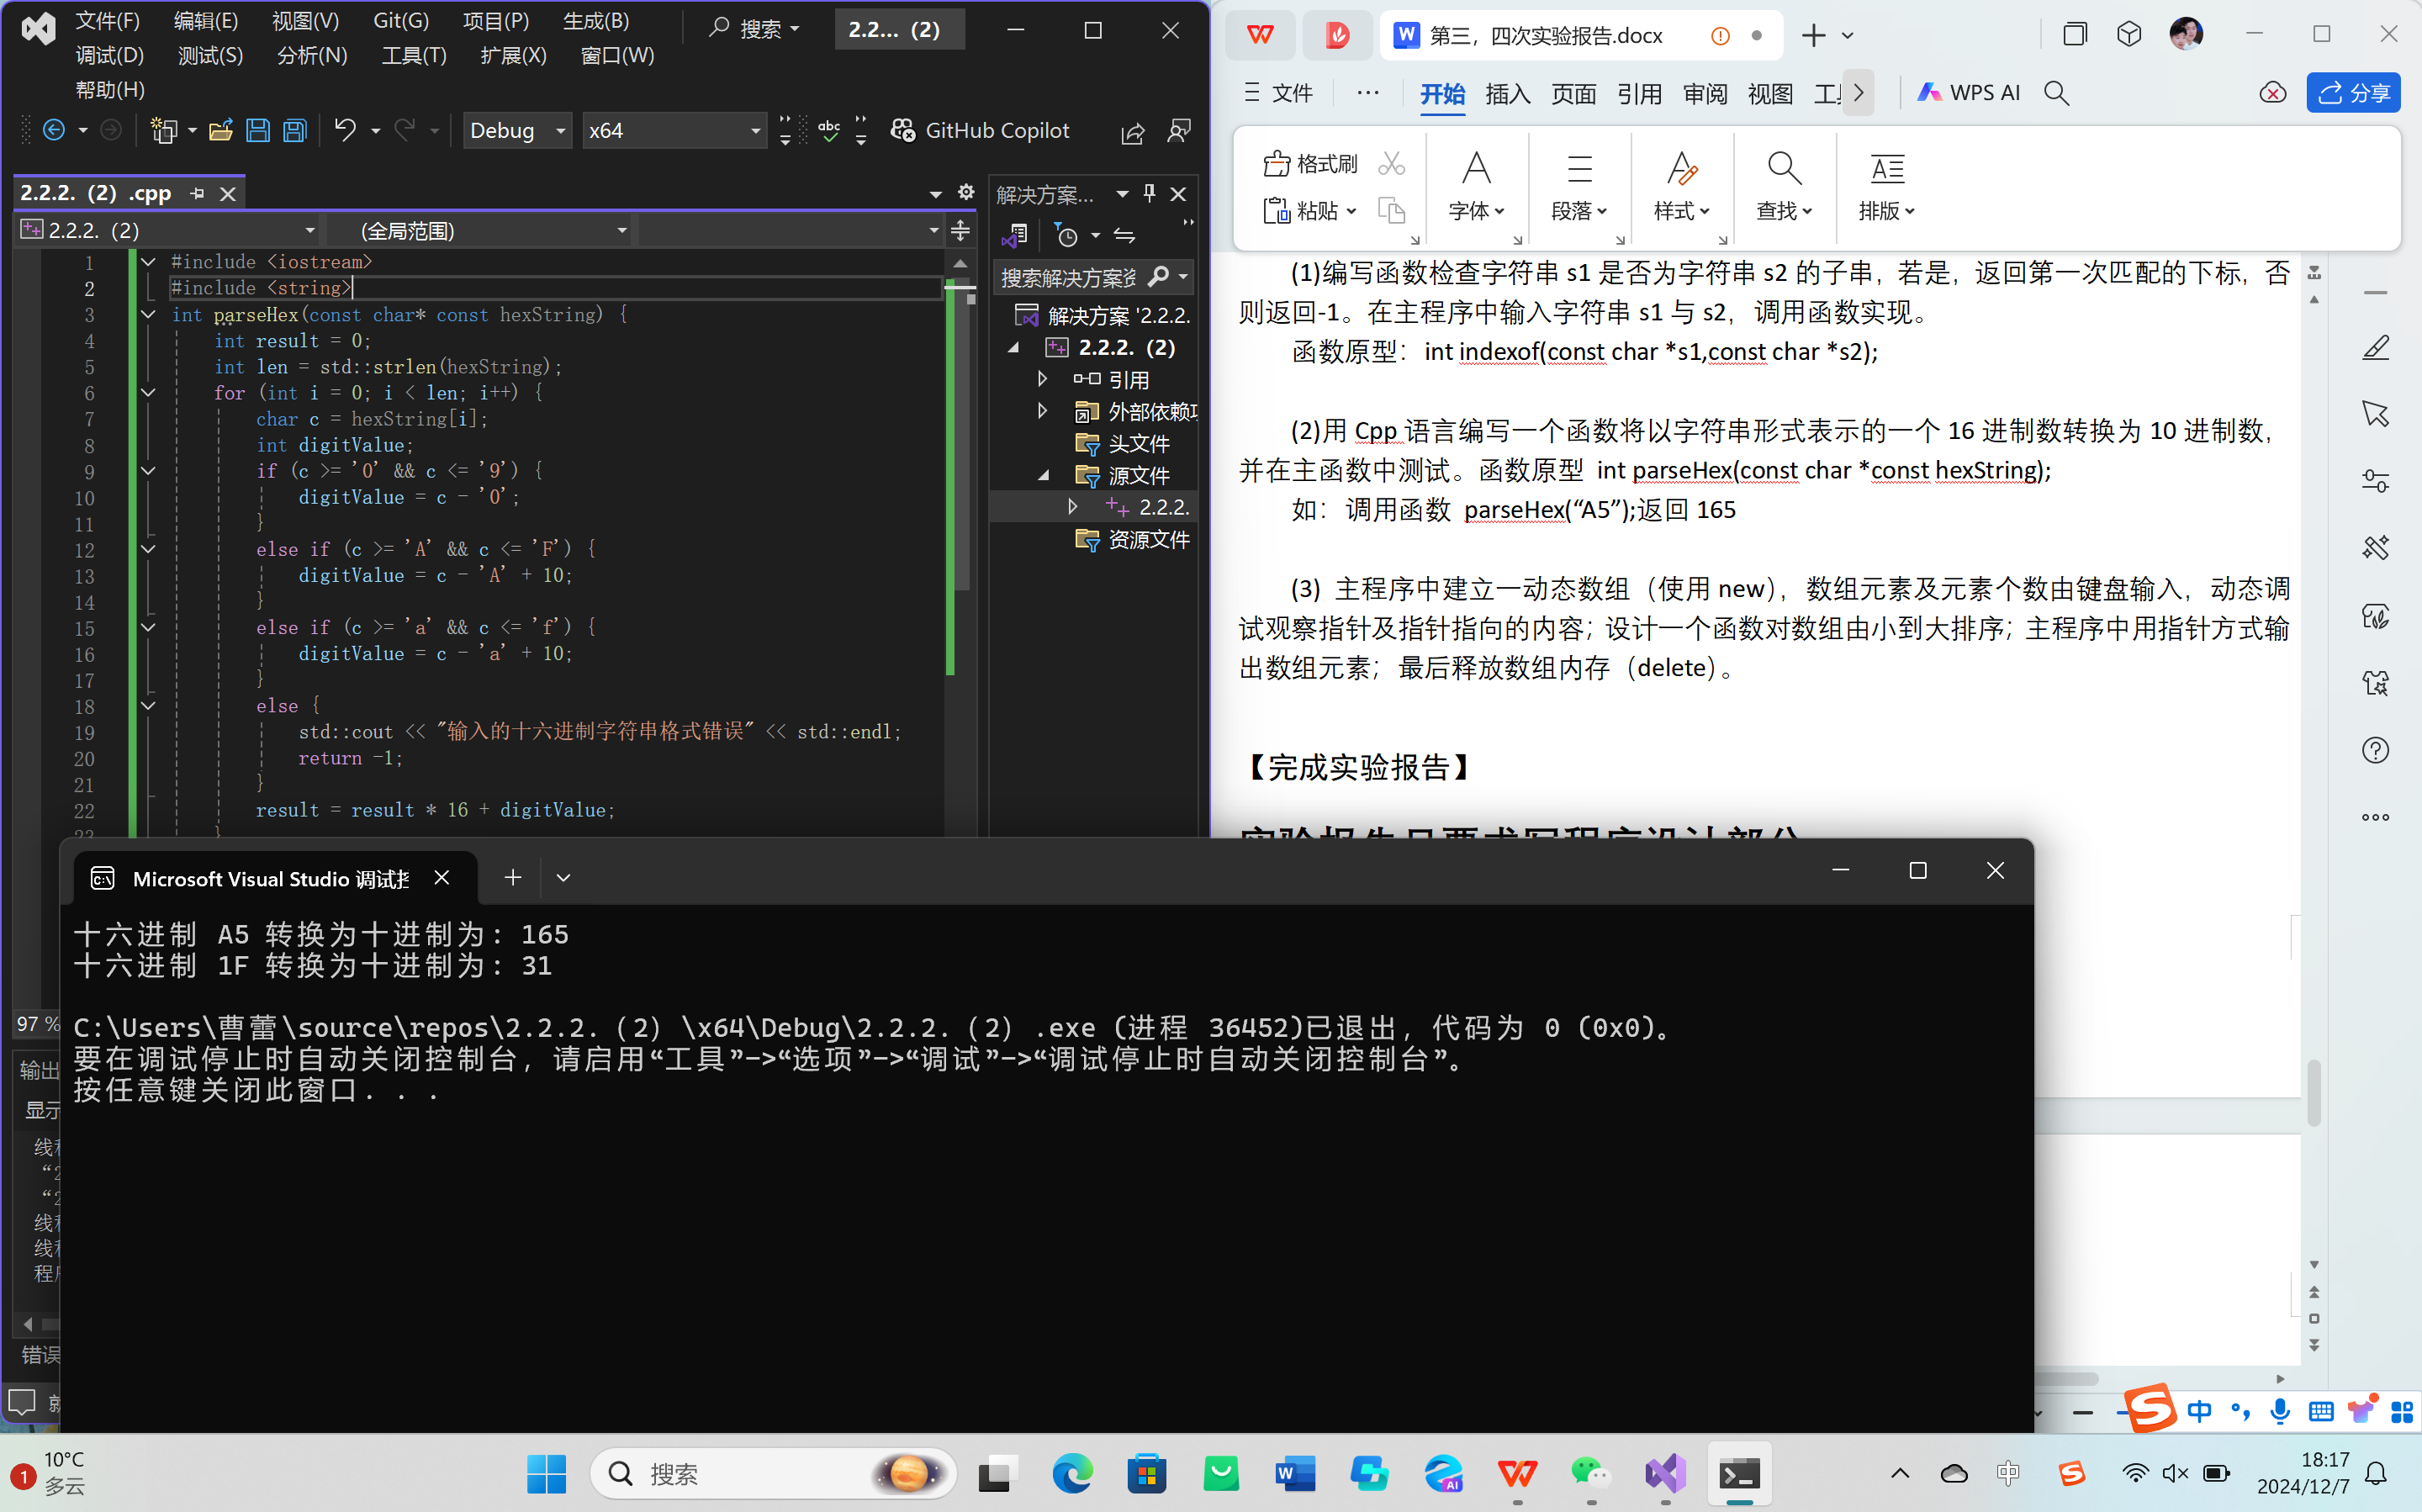 文件(F) 编辑(E) 视图(V) Git(G) 项目(P) 生成(B)
调试(D) 测试(S) 分析(N) 工具(T) 扩展(X) 窗口(W)
帮助(H)
搜索
2.2...（2）
Debug x64 GitHub Copilot
2.2.2.（2）.cpp
2.2.2.（2） (全局范围)
1 #include <iostream>
2 #include <string>
3 int parseHex(const char* const hexString) {
4 int result = 0;
5 int len = std::strlen(hexString);
6 for (int i = 0; i < len; i++) {
7 char c = hexString[i];
8 int digitValue;
9 if (c >= '0' && c <= '9') {
10 digitValue = c - '0';
11 }
12 else if (c >= 'A' && c <= 'F') {
13 digitValue = c - 'A' + 10;
14 }
15 else if (c >= 'a' && c <= 'f') {
16 digitValue = c - 'a' + 10;
17 }
18 else {
19 std::cout << "输入的十六进制字符串格式错误" << std::endl;
20 return -1;
21 }
22 result = result * 16 + digitValue;
23 }
97 %
输出
显示
错误
解决方案...
搜索解决方案资
解决方案 '2.2.2.
2.2.2.（2）
引用
外部依赖项
头文件
源文件
2.2.2.
资源文件
第三，四次实验报告.docx
文件 ··· 开始 插入 页面 引用 审阅 视图 WPS AI 分享
格式刷
粘贴 字体 段落 样式 查找 排版
(1)编写函数检查字符串 s1 是否为字符串 s2 的子串，若是，返回第一次匹配的下标，否
则返回-1。在主程序中输入字符串 s1 与 s2，调用函数实现。
函数原型：int indexof(const char *s1,const char *s2);
(2)用 Cpp 语言编写一个函数将以字符串形式表示的一个 16 进制数转换为 10 进制数，
并在主函数中测试。函数原型 int parseHex(const char *const hexString);
如：调用函数 parseHex(“A5”);返回 165
(3) 主程序中建立一动态数组（使用 new），数组元素及元素个数由键盘输入，动态调
试观察指针及指针指向的内容；设计一个函数对数组由小到大排序；主程序中用指针方式输
出数组元素；最后释放数组内存（delete）。
【完成实验报告】
实验报告只要求写程序设计部分
Microsoft Visual Studio 调试控
十六进制 A5 转换为十进制为: 165
十六进制 1F 转换为十进制为: 31
C:\Users\曹蕾\source\repos\2.2.2.（2）\x64\Debug\2.2.2.（2）.exe (进程 36452)已退出，代码为 0 (0x0)。
要在调试停止时自动关闭控制台，请启用“工具”->“选项”->“调试”->“调试停止时自动关闭控制台”。
按任意键关闭此窗口. . .
中
1
10°C
多云
搜索
中
18:17
2024/12/7